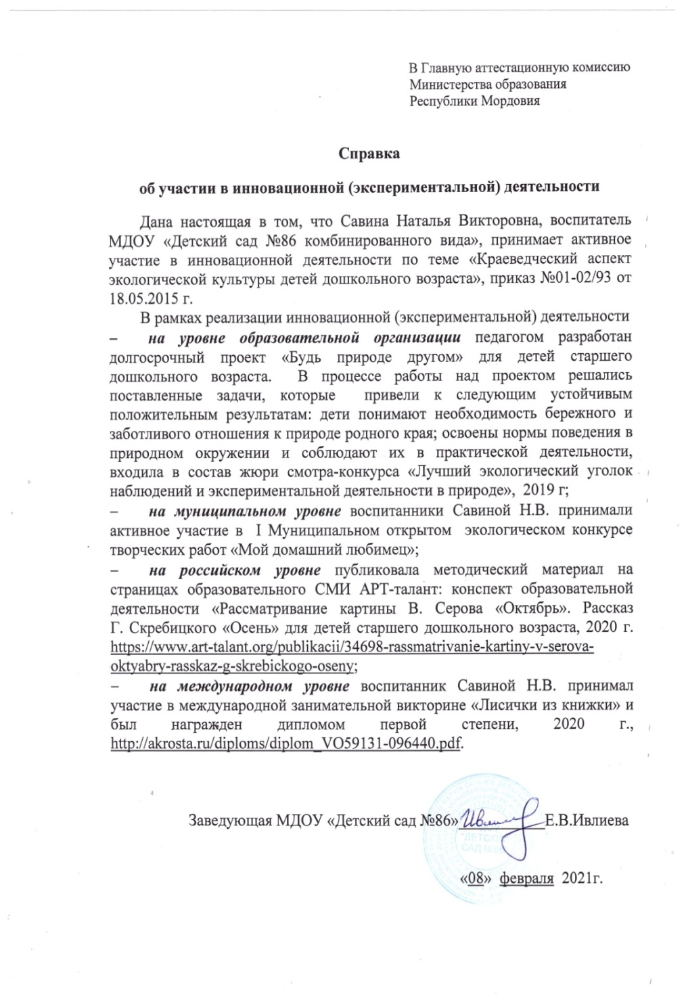 В Главную аттестационную комиссию
Министерства образования
Республики Мордовия
Справка
об участии в инновационной (экспериментальной) деятельности
Дана настоящая в том, что Савина Наталья Викторовна, воспитатель
МДОУ «Детский сад №86 комбинированного вида», принимает активное
участие в инновационной деятельности по теме «Краеведческий аспект
экологической культуры детей дошкольного возраста», приказ №01-02/93 от
18.05.2015 г.
В рамках реализации инновационной (экспериментальной) деятельности
– на уровне образовательной организации педагогом разработан
долгосрочный проект «Будь природе другом» для детей старшего
дошкольного возраста. В процессе работы над проектом решались
поставленные задачи, которые привели к следующим устойчивым
положительным результатам: дети понимают необходимость бережного и
заботливого отношения к природе родного края; освоены нормы поведения в
природном окружении и соблюдают их в практической деятельности,
входила в состав жюри смотра-конкурса «Лучший экологический уголок
наблюдений и экспериментальной деятельности в природе», 2019 г;
– на муниципальном уровне воспитанники Савиной Н.В. принимали
активное участие в I Муниципальном открытом экологическом конкурсе
творческих работ «Мой домашний любимец»;
– на российском уровне публиковала методический материал на
страницах образовательного СМИ АРТ-талант: конспект образовательной
деятельности «Рассматривание картины В. Серова «Октябрь». Рассказ
Г. Скребицкого «Осень» для детей старшего дошкольного возраста, 2020 г.
https://www.art-talant.org/publikacii/34698-rassmatrivanie-kartiny-v-serova-
oktyabry-rasskaz-g-skrebickogo-oseny;
– на международном уровне воспитанник Савиной Н.В. принимал
участие в международной занимательной викторине «Лисички из книжки» и
был награжден дипломом первой степени, 2020 г.,
http://akrosta.ru/diploms/diplom_VO59131-096440.pdf.
Заведующая МДОУ «Детский сад №86» Е.В.Ивлиева
"ДЕТСКИЙ
САД №86
«08» февраля 2021г.